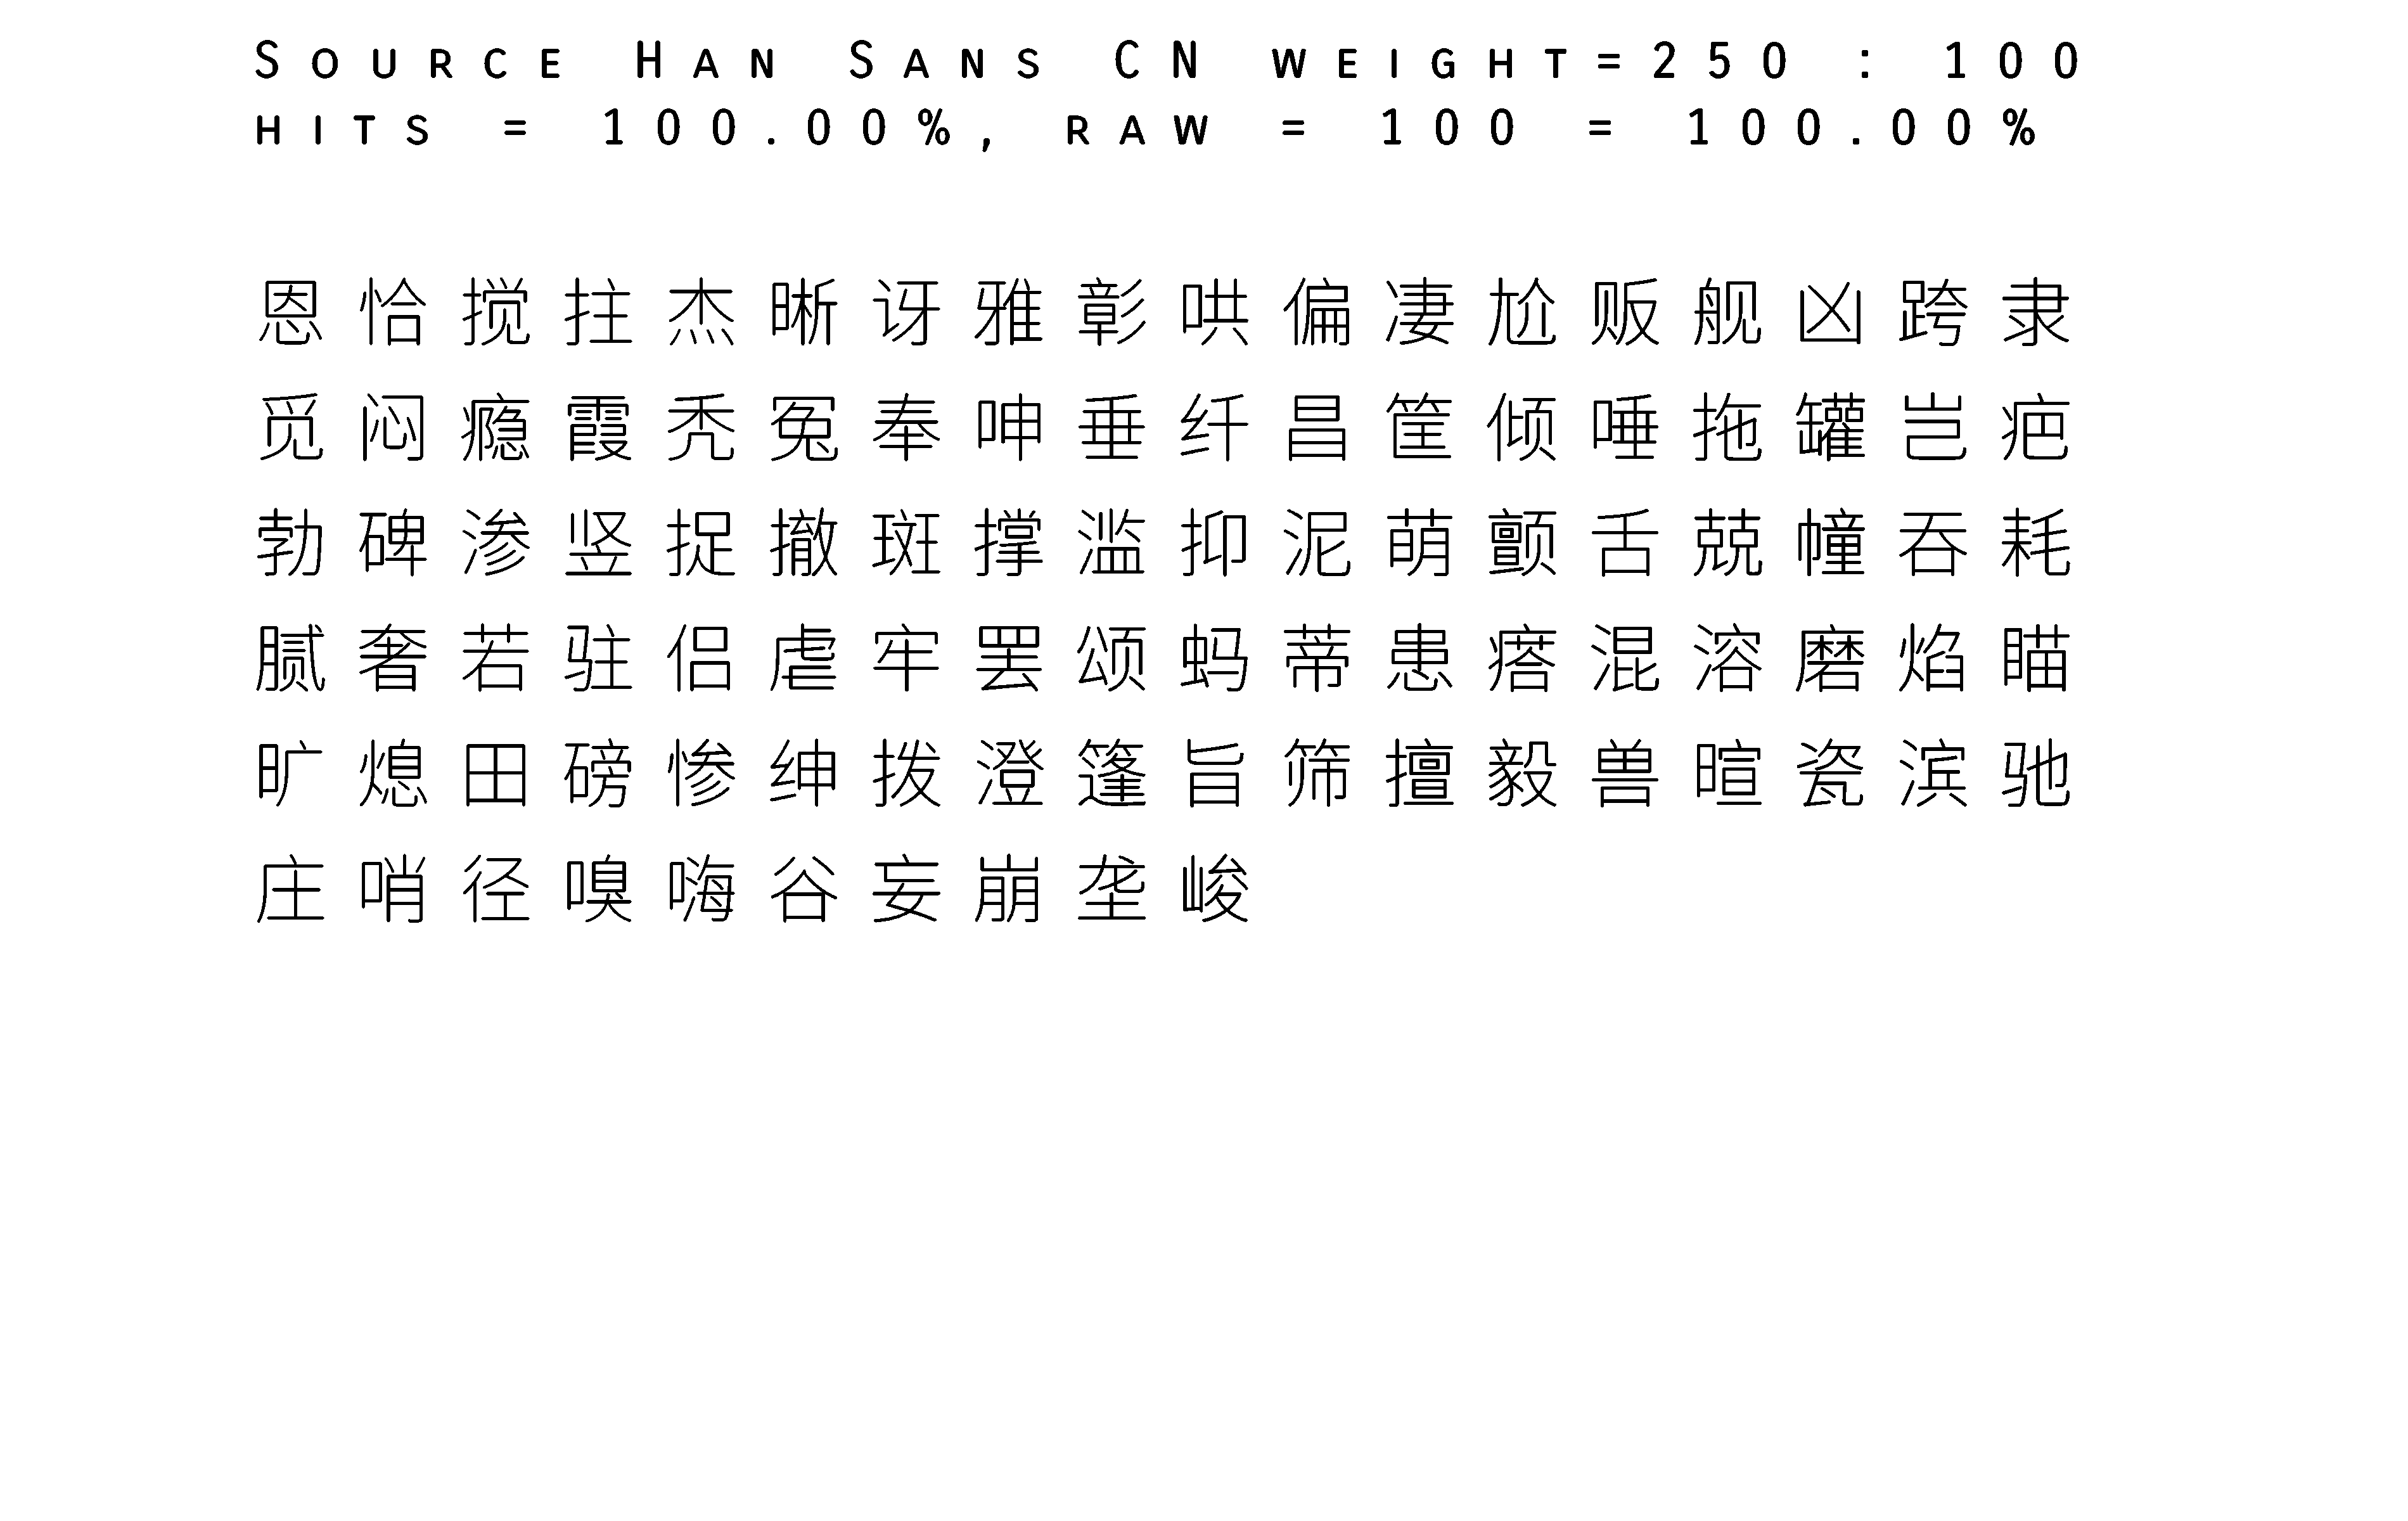 Source Han Sans CN weight=250 : 100
hits = 100.00%, raw = 100 = 100.00%
恩恰搅拄杰晰讶雅彰哄偏凄尬贩舰凶跨隶
觅闷瘾霞秃冤奉呻垂纤昌筐倾唾拖罐岂疤
勃碑渗竖捉撤斑撑滥抑泥萌颤舌兢幢吞耗
腻奢若驻侣虐牢罢颂蚂蒂患瘩混溶磨焰瞄
旷熄田磅惨绅拨澄篷旨筛擅毅兽暄瓷滨驰
庄哨径嗅嗨谷妄崩垄峻